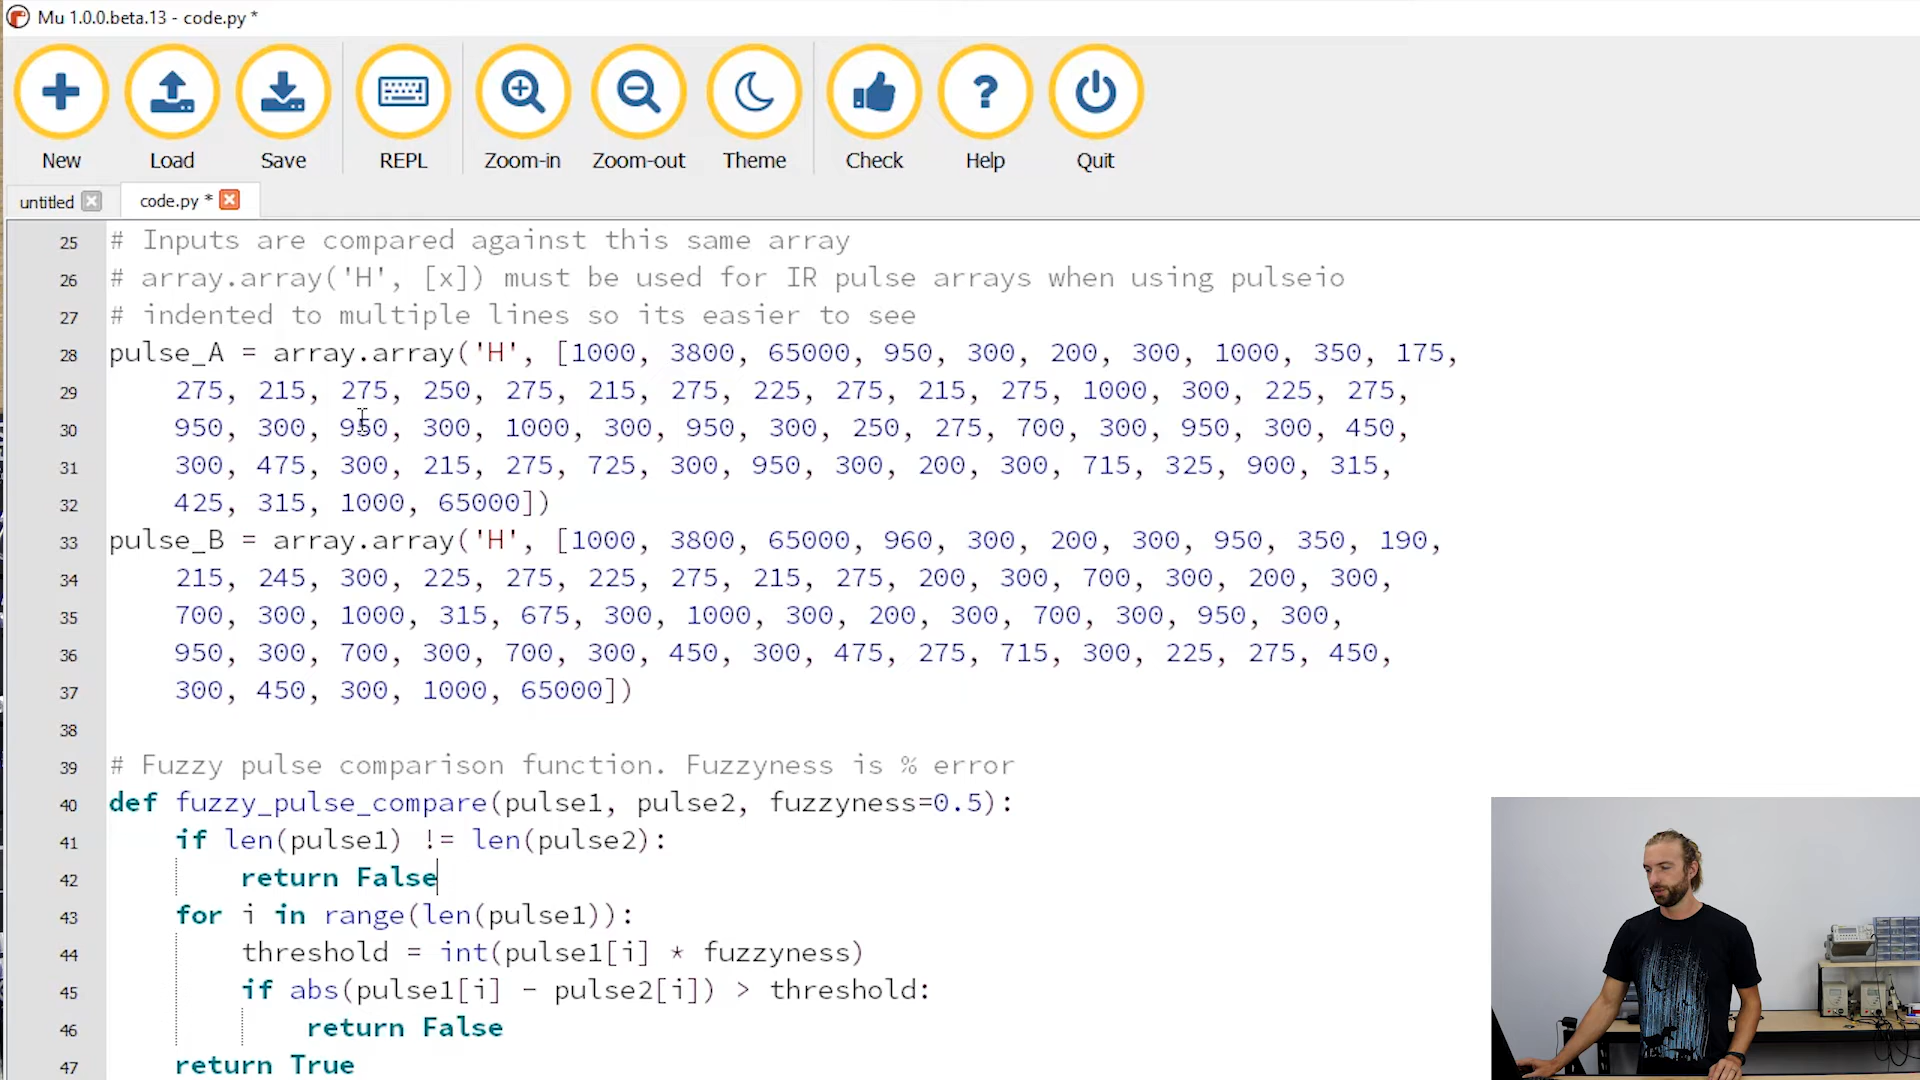 Mu 1.0.0.beta.13 - code.py *
New Load Save REPL Zoom-in Zoom-out Theme Check Help Quit
untitled code.py *
25 # Inputs are compared against this same array
26 # array.array('H', [x]) must be used for IR pulse arrays when using pulseio
27 # indented to multiple lines so its easier to see
28 pulse_A = array.array('H', [1000, 3800, 65000, 950, 300, 200, 300, 1000, 350, 175,
29 275, 215, 275, 250, 275, 215, 275, 225, 275, 215, 275, 1000, 300, 225, 275,
30 950, 300, 950, 300, 1000, 300, 950, 300, 250, 275, 700, 300, 950, 300, 450,
31 300, 475, 300, 215, 275, 725, 300, 950, 300, 200, 300, 715, 325, 900, 315,
32 425, 315, 1000, 65000])
33 pulse_B = array.array('H', [1000, 3800, 65000, 960, 300, 200, 300, 950, 350, 190,
34 215, 245, 300, 225, 275, 225, 275, 215, 275, 200, 300, 700, 300, 200, 300,
35 700, 300, 1000, 315, 675, 300, 1000, 300, 200, 300, 700, 300, 950, 300,
36 950, 300, 700, 300, 700, 300, 450, 300, 475, 275, 715, 300, 225, 275, 450,
37 300, 450, 300, 1000, 65000])
38
39 # Fuzzy pulse comparison function. Fuzzyness is % error
40 def fuzzy_pulse_compare(pulse1, pulse2, fuzzyness=0.5):
41 if len(pulse1) != len(pulse2):
42 return False
43 for i in range(len(pulse1)):
44 threshold = int(pulse1[i] * fuzzyness)
45 if abs(pulse1[i] - pulse2[i]) > threshold:
46 return False
47 return True